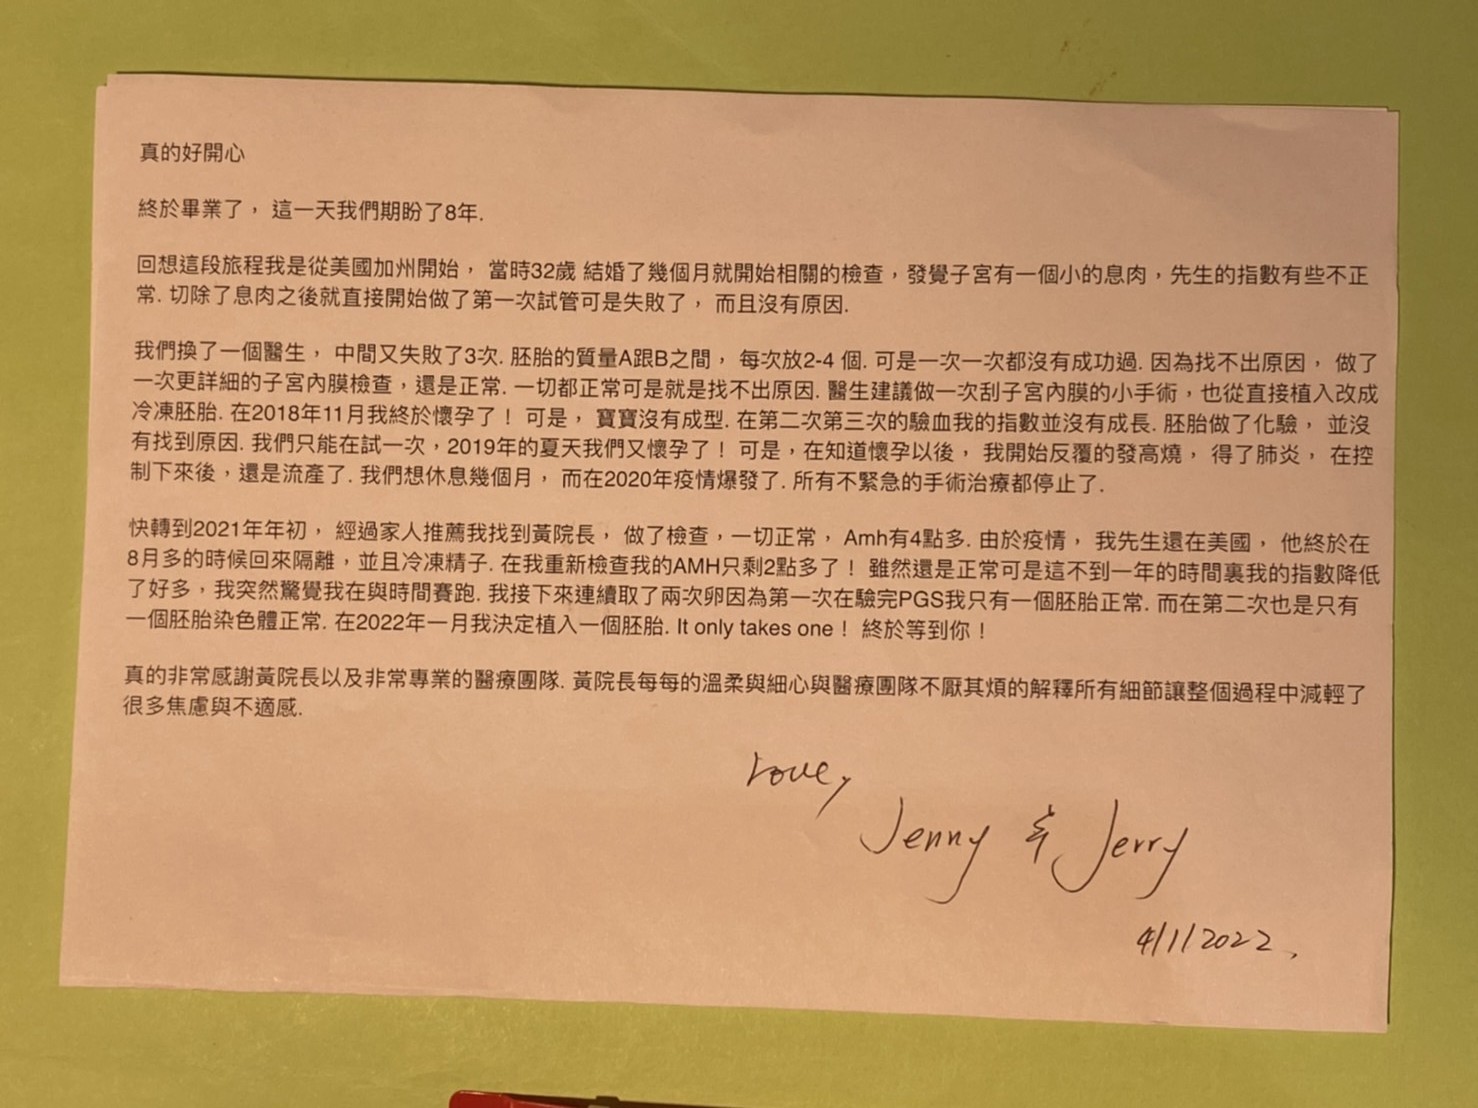 真的好開心
終於畢業了， 這一天我們期盼了8年.
回想這段旅程我是從美國加州開始， 當時32歲 結婚了幾個月就開始相關的檢查，發覺子宮有一個小的息肉，先生的指數有些不正
常. 切除了息肉之後就直接開始做了第一次試管可是失敗了， 而且沒有原因.
我們換了一個醫生， 中間又失敗了3次. 胚胎的質量A跟B之間， 每次放2-4 個. 可是一次一次都沒有成功過. 因為找不出原因， 做了
一次更詳細的子宮內膜檢查，還是正常. 一切都正常可是就是找不出原因. 醫生建議做一次刮子宮內膜的小手術，也從直接植入改成
冷凍胚胎. 在2018年11月我終於懷孕了！ 可是， 寶寶沒有成型. 在第二次第三次的驗血我的指數並沒有成長. 胚胎做了化驗， 並沒
有找到原因. 我們只能在試一次，2019年的夏天我們又懷孕了！ 可是，在知道懷孕以後， 我開始反覆的發高燒， 得了肺炎， 在控
制下來後，還是流產了. 我們想休息幾個月， 而在2020年疫情爆發了. 所有不緊急的手術治療都停止了.
快轉到2021年年初， 經過家人推薦我找到黃院長， 做了檢查，一切正常， Amh有4點多. 由於疫情， 我先生還在美國， 他終於在
8月多的時候回來隔離，並且冷凍精子. 在我重新檢查我的AMH只剩2點多了！ 雖然還是正常可是這不到一年的時間裏我的指數降低
了好多，我突然驚覺我在與時間賽跑. 我接下來連續取了兩次卵因為第一次在驗完PGS我只有一個胚胎正常. 而在第二次也是只有
一個胚胎染色體正常. 在2022年一月我決定植入一個胚胎. It only takes one！ 終於等到你！
真的非常感謝黃院長以及非常專業的醫療團隊. 黃院長每每的溫柔與細心與醫療團隊不厭其煩的解釋所有細節讓整個過程中減輕了
很多焦慮與不適感.
Love,
Jenny & Jerry
4/1/2022.